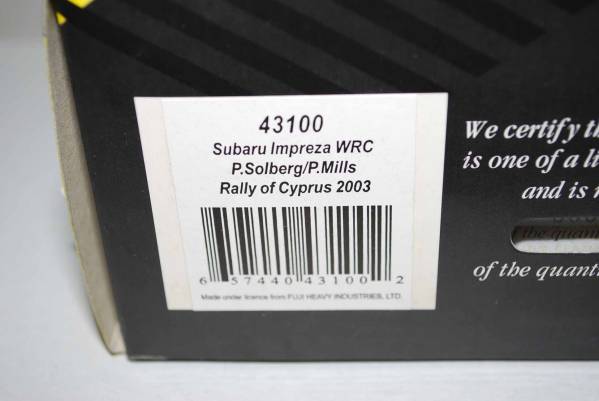 43100
Subaru Impreza WRC
P.Solberg/P.Mills
Rally of Cyprus 2003
6 57440 43100 2
Made under licence from FUJI HEAVY INDUSTRIES, LTD.
We certify
is one of a
and is
the
of the